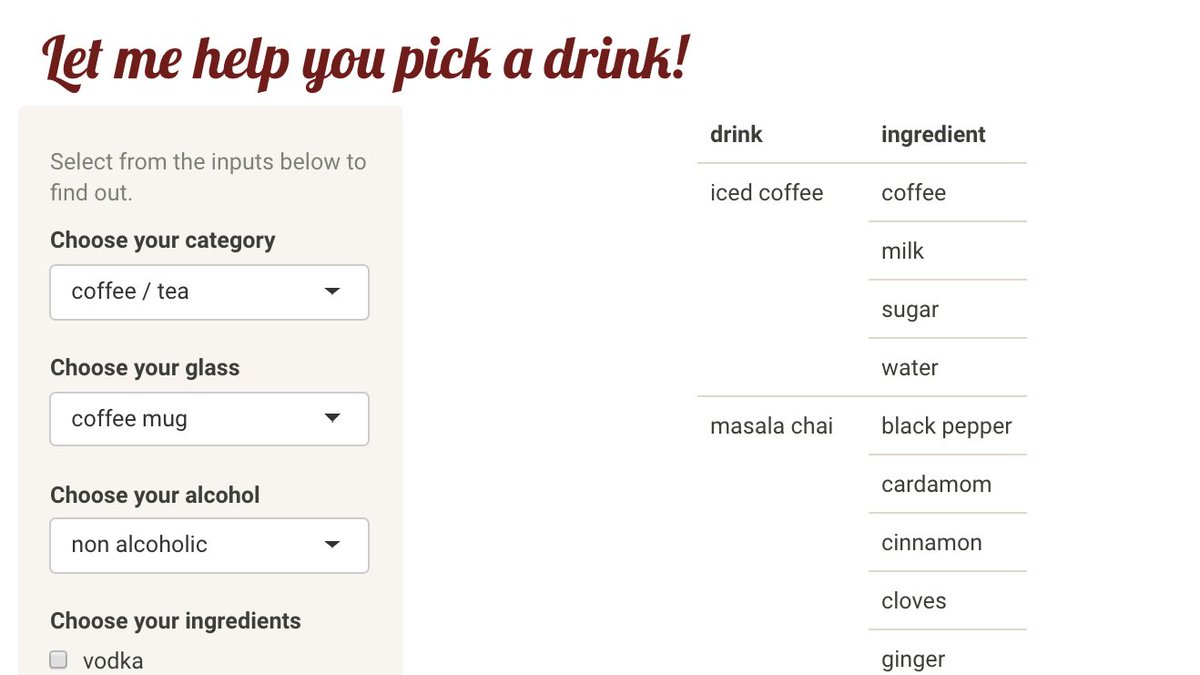 Let me help you pick a drink!
Select from the inputs below to
find out.
Choose your category
coffee / tea
Choose your glass
coffee mug
Choose your alcohol
non alcoholic
Choose your ingredients
vodka
drink ingredient
iced coffee coffee
milk
sugar
water
masala chai black pepper
cardamom
cinnamon
cloves
ginger